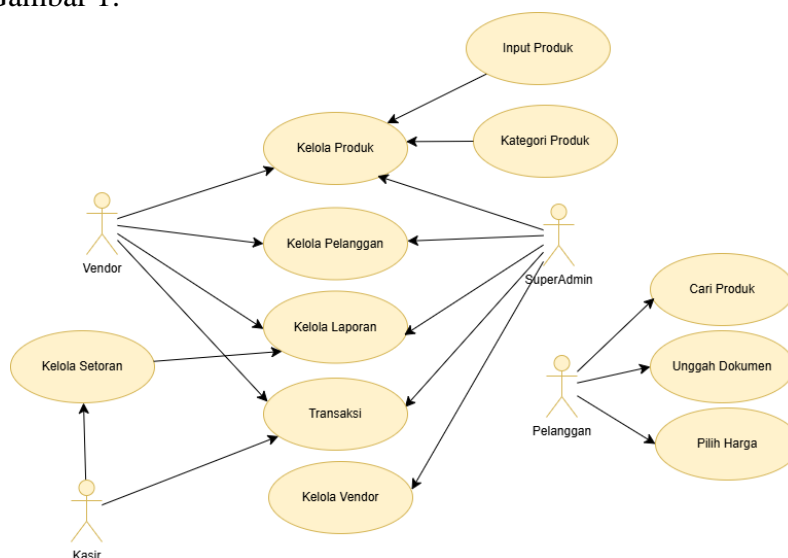 Gambar 1.
Input Produk
Kelola Produk
Kategori Produk
Vendor
Kelola Pelanggan
SuperAdmin
Kelola Laporan
Cari Produk
Kelola Setoran
Unggah Dokumen
Transaksi
Pelanggan
Pilih Harga
Kelola Vendor
Kasir